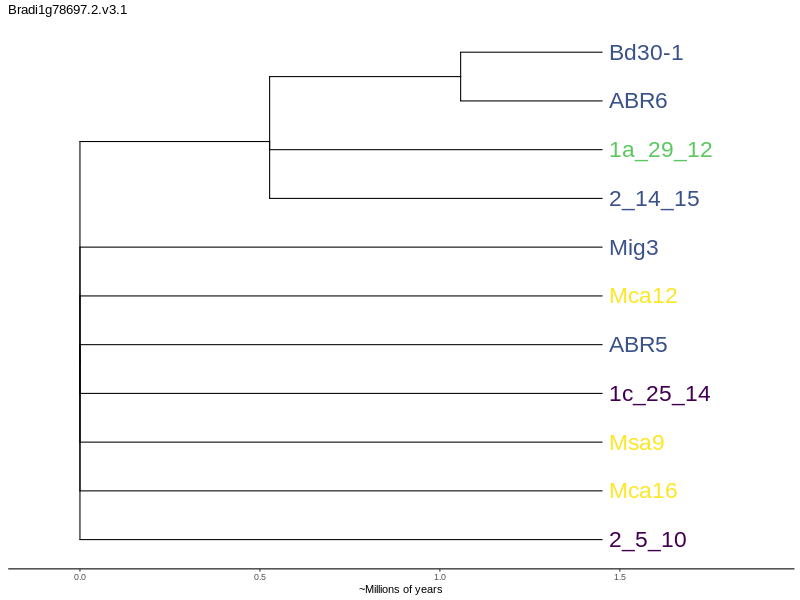 Bradi1g78697.2.v3.1
Bd30-1
ABR6
1a_29_12
2_14_15
Mig3
Mca12
ABR5
1c_25_14
Msa9
Mca16
2_5_10
0.0 0.5 1.0 1.5
~Millions of years